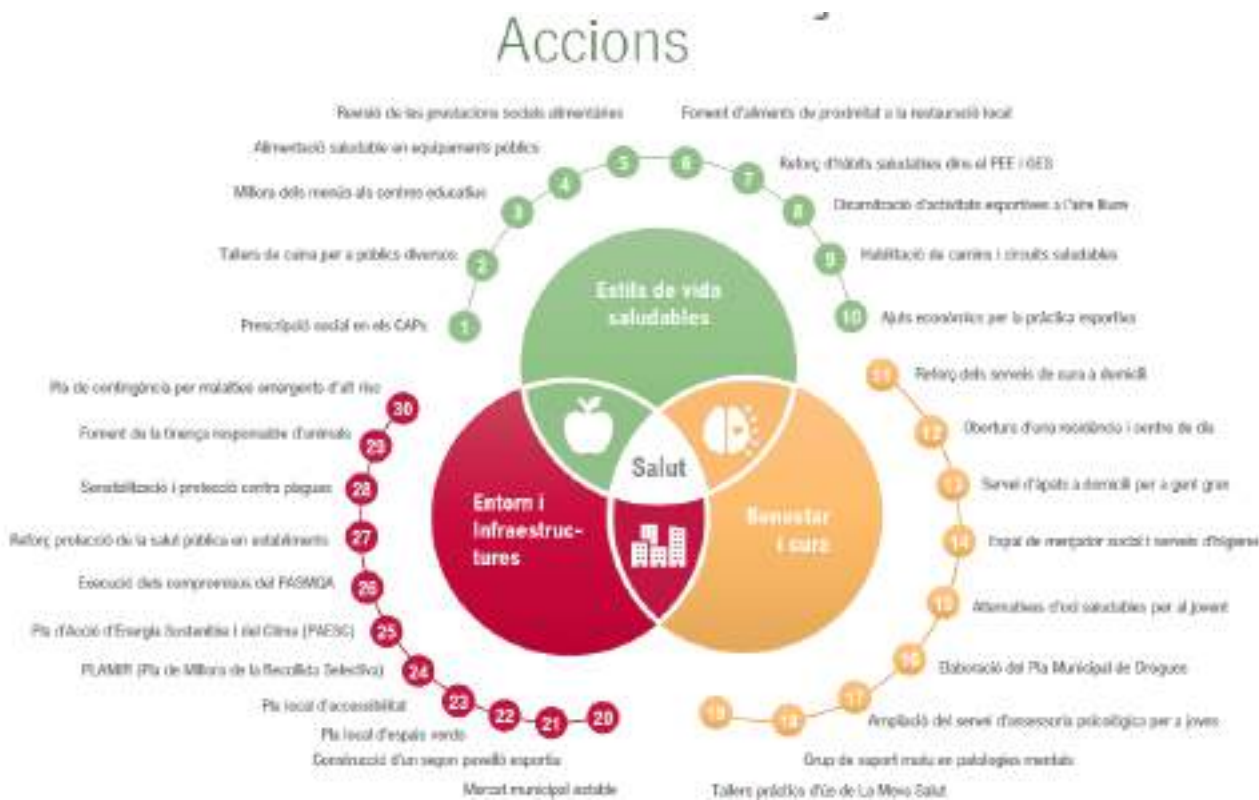 Accions
Revisió de les prestacions socials alimentàries
Foment d'aliments de proximitat a la restauració local
Alimentació saludable en equipaments públics
Reforç d'hàbits saludables dins el PEE i GES
Millora dels menús als centres educatius
Dinamització d'activitats esportives a l'aire lliure
Tallers de cuina per a públics diversos
Habilitació de camins i circuits saludables
Prescripció social en els CAPs
Ajuts econòmics per la pràctica esportiva
1
2
3
4
5
6
7
8
9
10
Estils de vida
saludables
Pla de contingència per malalties emergents d'alt risc
Reforç dels serveis de cura a domicili
Foment de la tinença responsable d'animals
Obertura d'una residència i centre de dia
Sensibilització i protecció contra plagues
Servei d'àpats a domicili per a gent gran
Reforç protecció de la salut pública en establiments
Espai de menjador social i serveis d'higiene
Execució dels compromisos del PASMQA
Alternatives d'oci saludables per al jovent
Pla d'Acció d'Energia Sostenible i del Clima (PAESC)
Elaboració del Pla Municipal de Drogues
PLAMIR (Pla de Millora de la Recollida Selectiva)
Ampliació del servei d'assessoria psicològica per a joves
Pla local d'accessibilitat
Grup de suport mutu en patologies mentals
Pla local d'espais verds
Tallers pràctics d'ús de La Meva Salut
Construcció d'un segon pavelló esportiu
Mercat municipal estable
30
29
28
27
26
25
24
23
22
21
20
11
12
13
14
15
16
17
18
19
Salut
Entorn i
Infraestruc-
tures
Benestar
i cura